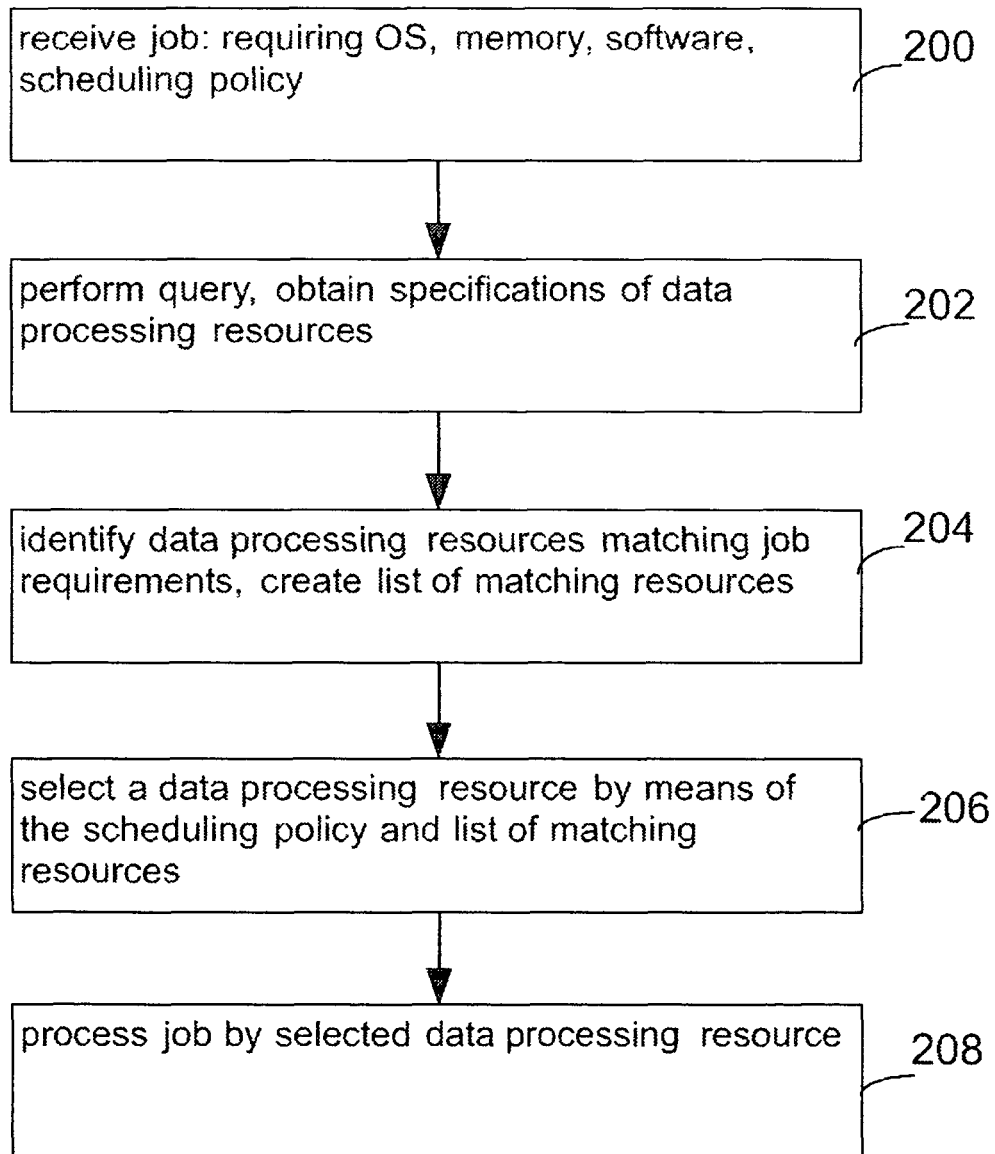 receive job: requiring OS, memory, software,
scheduling policy
200
perform query, obtain specifications of data
processing resources
202
identify data processing resources matching job
requirements, create list of matching resources
204
select a data processing resource by means of
the scheduling policy and list of matching
resources
206
process job by selected data processing resource
208